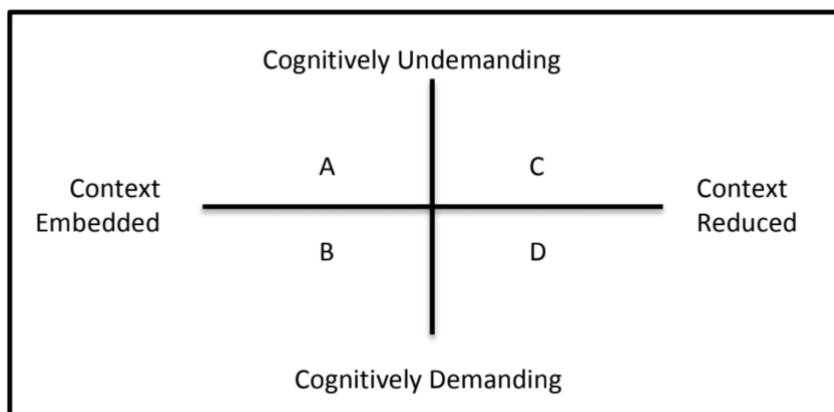 Cognitively Undemanding
A
C
Context
Embedded
Context
Reduced
B
D
Cognitively Demanding